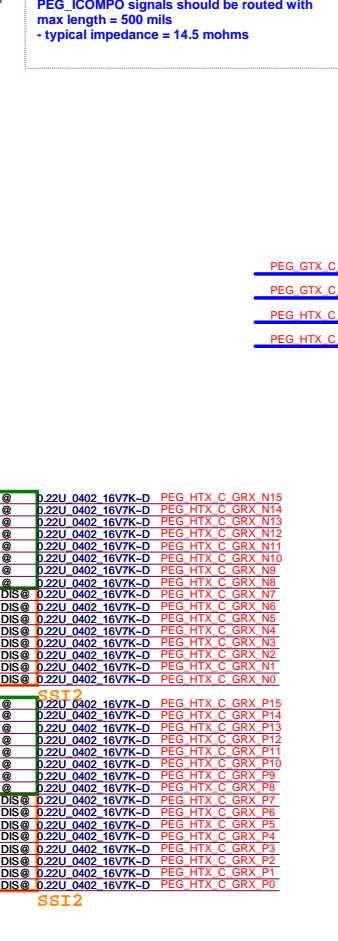 PEG_ICOMPO signals should be routed with
max length = 500 mils
- typical impedance = 14.5 mohms
PEG_GTX_C_
PEG_GTX_C_
PEG_HTX_C_
PEG_HTX_C_
@ 0.22U_0402_16V7K~D PEG_HTX_C_GRX_N15
@ 0.22U_0402_16V7K~D PEG_HTX_C_GRX_N14
@ 0.22U_0402_16V7K~D PEG_HTX_C_GRX_N13
@ 0.22U_0402_16V7K~D PEG_HTX_C_GRX_N12
@ 0.22U_0402_16V7K~D PEG_HTX_C_GRX_N11
@ 0.22U_0402_16V7K~D PEG_HTX_C_GRX_N10
@ 0.22U_0402_16V7K~D PEG_HTX_C_GRX_N9
@ 0.22U_0402_16V7K~D PEG_HTX_C_GRX_N8
DIS@ 0.22U_0402_16V7K~D PEG_HTX_C_GRX_N7
DIS@ 0.22U_0402_16V7K~D PEG_HTX_C_GRX_N6
DIS@ 0.22U_0402_16V7K~D PEG_HTX_C_GRX_N5
DIS@ 0.22U_0402_16V7K~D PEG_HTX_C_GRX_N4
DIS@ 0.22U_0402_16V7K~D PEG_HTX_C_GRX_N3
DIS@ 0.22U_0402_16V7K~D PEG_HTX_C_GRX_N2
DIS@ 0.22U_0402_16V7K~D PEG_HTX_C_GRX_N1
DIS@ 0.22U_0402_16V7K~D PEG_HTX_C_GRX_N0
SSI2
@ 0.22U_0402_16V7K~D PEG_HTX_C_GRX_P15
@ 0.22U_0402_16V7K~D PEG_HTX_C_GRX_P14
@ 0.22U_0402_16V7K~D PEG_HTX_C_GRX_P13
@ 0.22U_0402_16V7K~D PEG_HTX_C_GRX_P12
@ 0.22U_0402_16V7K~D PEG_HTX_C_GRX_P11
@ 0.22U_0402_16V7K~D PEG_HTX_C_GRX_P10
@ 0.22U_0402_16V7K~D PEG_HTX_C_GRX_P9
@ 0.22U_0402_16V7K~D PEG_HTX_C_GRX_P8
DIS@ 0.22U_0402_16V7K~D PEG_HTX_C_GRX_P7
DIS@ 0.22U_0402_16V7K~D PEG_HTX_C_GRX_P6
DIS@ 0.22U_0402_16V7K~D PEG_HTX_C_GRX_P5
DIS@ 0.22U_0402_16V7K~D PEG_HTX_C_GRX_P4
DIS@ 0.22U_0402_16V7K~D PEG_HTX_C_GRX_P3
DIS@ 0.22U_0402_16V7K~D PEG_HTX_C_GRX_P2
DIS@ 0.22U_0402_16V7K~D PEG_HTX_C_GRX_P1
DIS@ 0.22U_0402_16V7K~D PEG_HTX_C_GRX_P0
SSI2